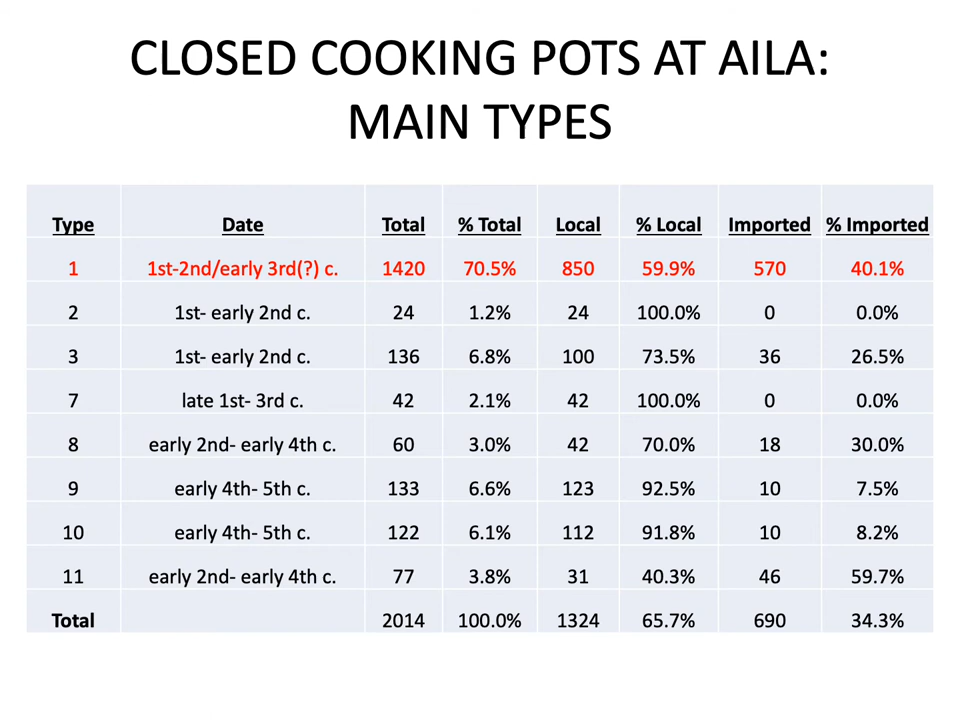 CLOSED COOKING POTS AT AILA:
MAIN TYPES
Type Date Total % Total Local % Local Imported % Imported
1 1st-2nd/early 3rd(?) c. 1420 70.5% 850 59.9% 570 40.1%
2 1st- early 2nd c. 24 1.2% 24 100.0% 0 0.0%
3 1st- early 2nd c. 136 6.8% 100 73.5% 36 26.5%
7 late 1st- 3rd c. 42 2.1% 42 100.0% 0 0.0%
8 early 2nd- early 4th c. 60 3.0% 42 70.0% 18 30.0%
9 early 4th- 5th c. 133 6.6% 123 92.5% 10 7.5%
10 early 4th- 5th c. 122 6.1% 112 91.8% 10 8.2%
11 early 2nd- early 4th c. 77 3.8% 31 40.3% 46 59.7%
Total 2014 100.0% 1324 65.7% 690 34.3%